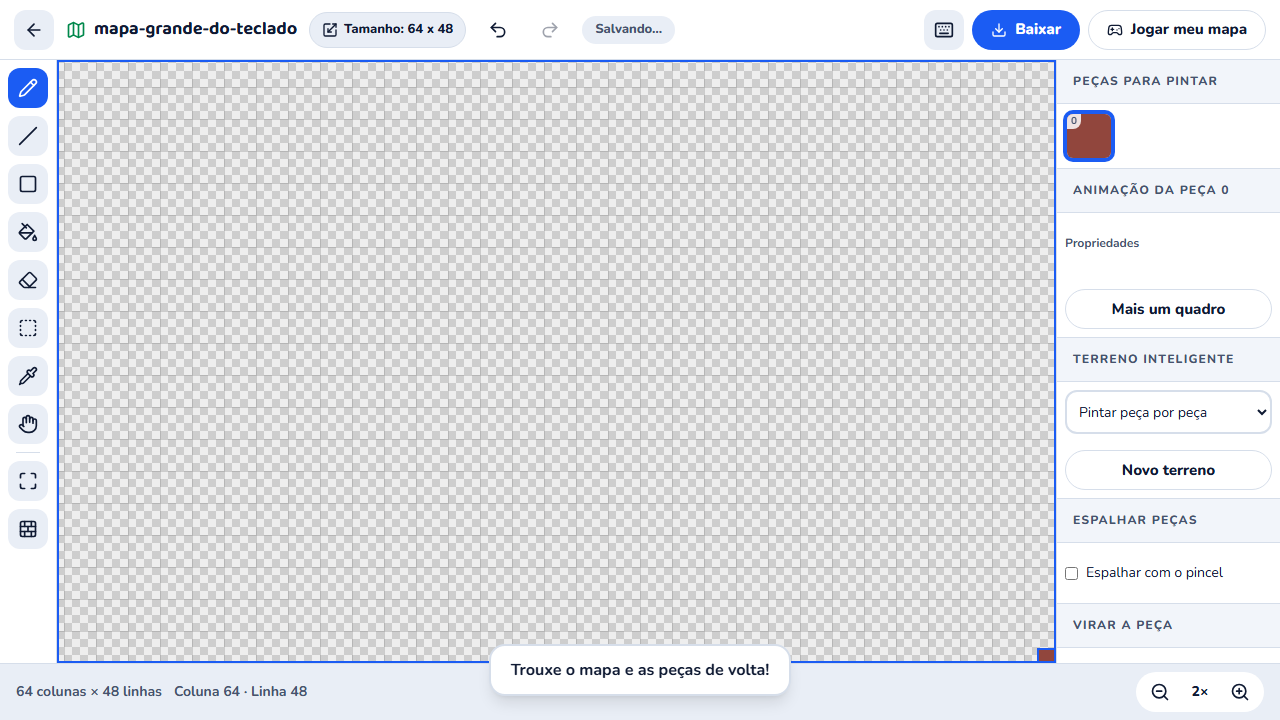 mapa-grande-do-teclado
Tamanho: 64 x 48
Salvando...
Baixar
Jogar meu mapa
PEÇAS PARA PINTAR
0
ANIMAÇÃO DA PEÇA 0
Propriedades
Mais um quadro
TERRENO INTELIGENTE
Pintar peça por peça
Novo terreno
ESPALHAR PEÇAS
Espalhar com o pincel
VIRAR A PEÇA
Trouxe o mapa e as peças de volta!
64 colunas × 48 linhas
Coluna 64 · Linha 48
2×